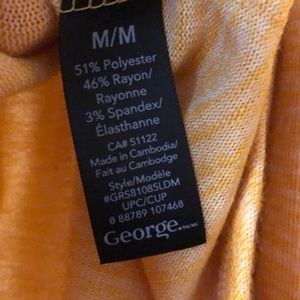 M/M
51% Polyester
46% Rayon/
Rayonne
3% Spandex/
Élasthanne
CA# 51122
Made in Cambodia/
Fait au Cambodge
Style/Modèle
#GRS81085LDM
UPC/CUP
8 88789 107468
George.